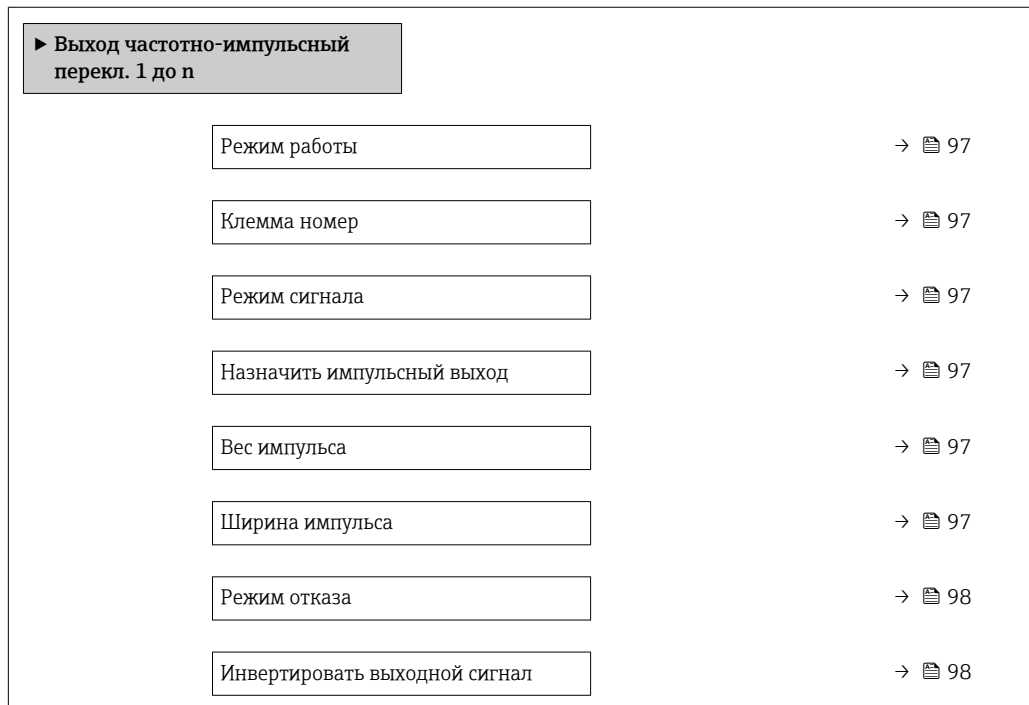 ▶ Выход частотно-импульсный
перекл. 1 до n
Режим работы → 97
Клемма номер → 97
Режим сигнала → 97
Назначить импульсный выход → 97
Вес импульса → 97
Ширина импульса → 97
Режим отказа → 98
Инвертировать выходной сигнал → 98